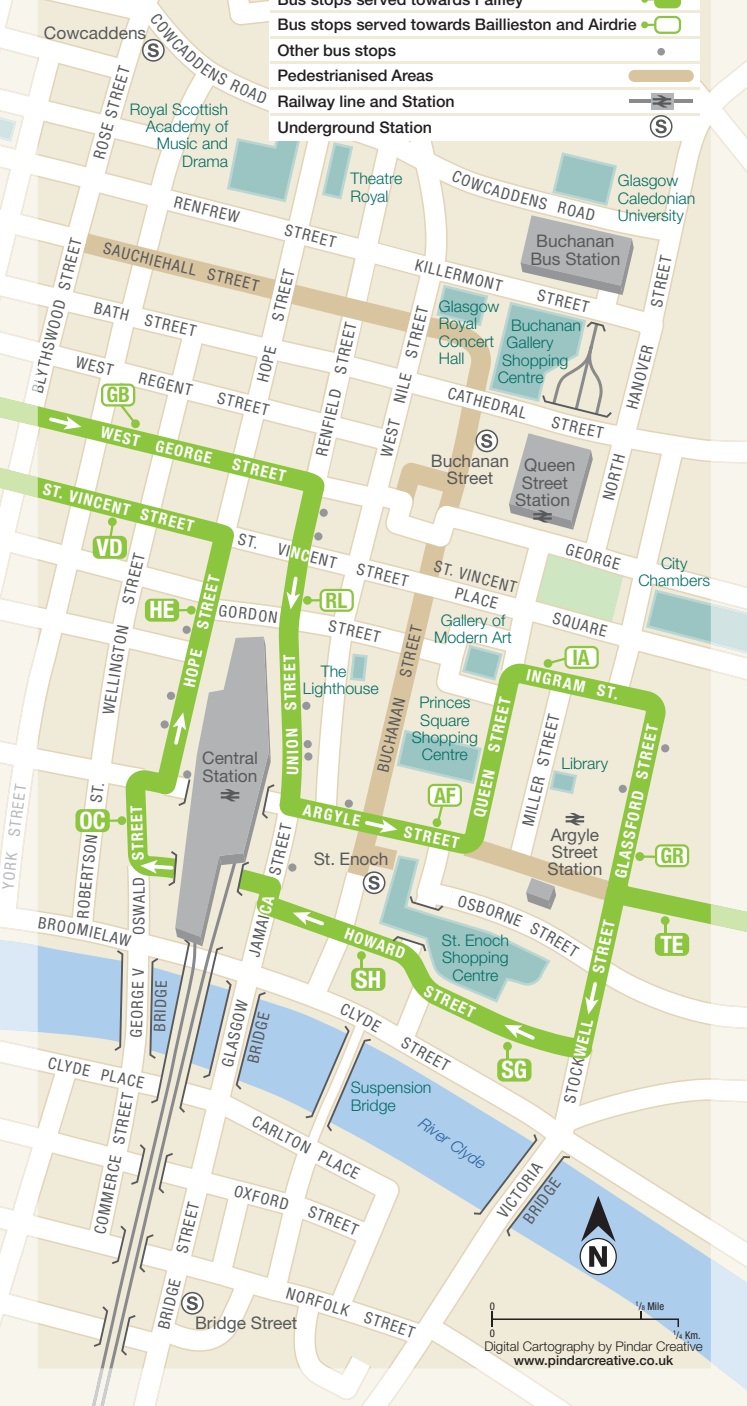 Bus stops served towards Paisley
Bus stops served towards Baillieston and Airdrie
Other bus stops
Pedestrianised Areas
Railway line and Station
Underground Station
S
Cowcaddens
S
COWCADDENS ROAD
ROSE STREET
Royal Scottish
Academy of
Music and
Drama
Theatre
Royal
COWCADDENS ROAD
Glasgow
Caledonian
University
RENFREW STREET
Buchanan
Bus Station
SAUCHIEHALL STREET
KILLERMONT STREET
HANOVER STREET
BLYTHSWOOD STREET
BATH STREET
HOPE STREET
RENFIELD STREET
WEST NILE STREET
Glasgow
Royal
Concert
Hall
Buchanan
Gallery
Shopping
Centre
WEST REGENT STREET
CATHEDRAL STREET
NORTH
GB
WEST GEORGE STREET
S
Buchanan
Street
Queen
Street
Station
ST. VINCENT STREET
VD
ST. VINCENT STREET
ST. VINCENT
PLACE
GEORGE
SQUARE
City
Chambers
WELLINGTON STREET
HE
HOPE STREET
GORDON STREET
RL
Gallery of
Modern Art
IA
INGRAM ST.
The
Lighthouse
BUCHANAN STREET
Princes
Square
Shopping
Centre
QUEEN STREET
MILLER STREET
GLASSFORD STREET
UNION STREET
Central
Station
Library
YORK STREET
ROBERTSON ST.
OC
OSWALD STREET
ARGYLE STREET
AF
Argyle
Street
Station
GR
St. Enoch
S
JAMAICA STREET
OSBORNE STREET
TE
BROOMIELAW
HOWARD STREET
SH
St. Enoch
Shopping
Centre
STOCKWELL STREET
SG
GEORGE V
BRIDGE
GLASGOW
BRIDGE
CLYDE STREET
CLYDE PLACE
Suspension
Bridge
River Clyde
COMMERCE STREET
CARLTON PLACE
VICTORIA
BRIDGE
OXFORD STREET
BRIDGE STREET
S
Bridge Street
NORFOLK STREET
N
0 1/8 Mile
0 1/4 Km.
Digital Cartography by Pindar Creative
www.pindarcreative.co.uk